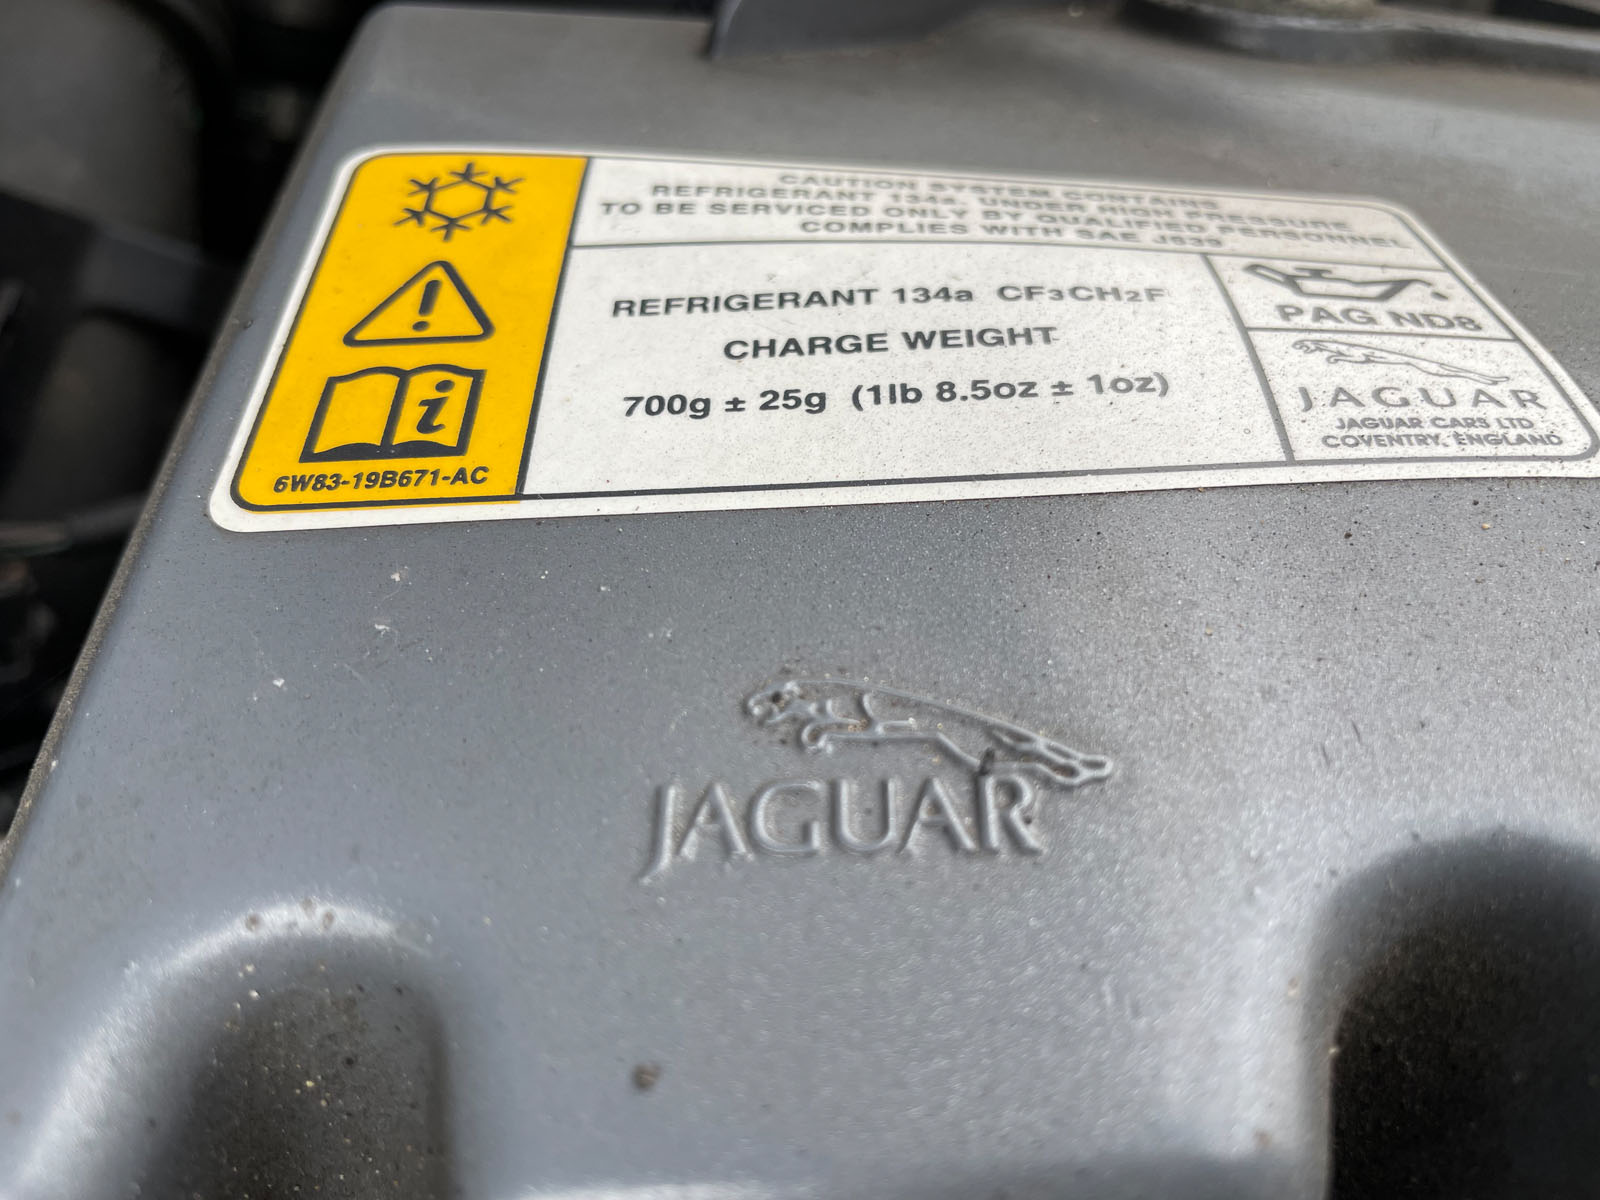 CAUTION SYSTEM CONTAINS
REFRIGERANT 134a, UNDER HIGH PRESSURE
TO BE SERVICED ONLY BY QUALIFIED PERSONNEL
COMPLIES WITH SAE J639
REFRIGERANT 134a CF3CH2F
CHARGE WEIGHT
700g ± 25g (1lb 8.5oz ± 1oz)
6W83-19B671-AC
PAG ND8
JAGUAR
JAGUAR CARS LTD
COVENTRY, ENGLAND
JAGUAR